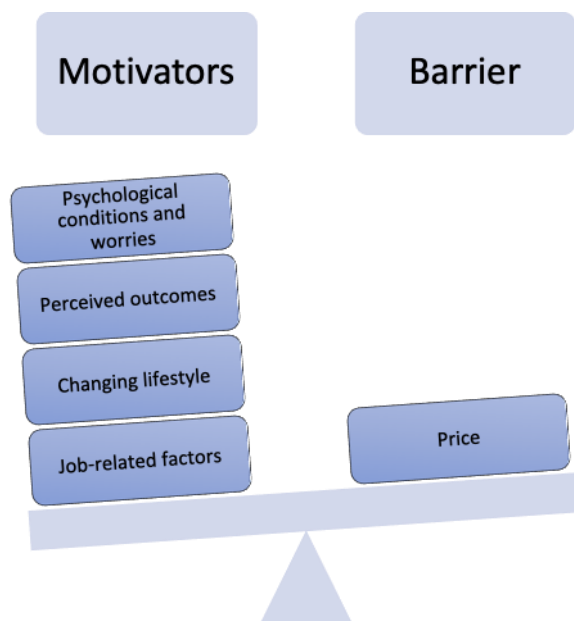 Motivators
Barrier
Psychological
conditions and
worries
Perceived outcomes
Changing lifestyle
Job-related factors
Price